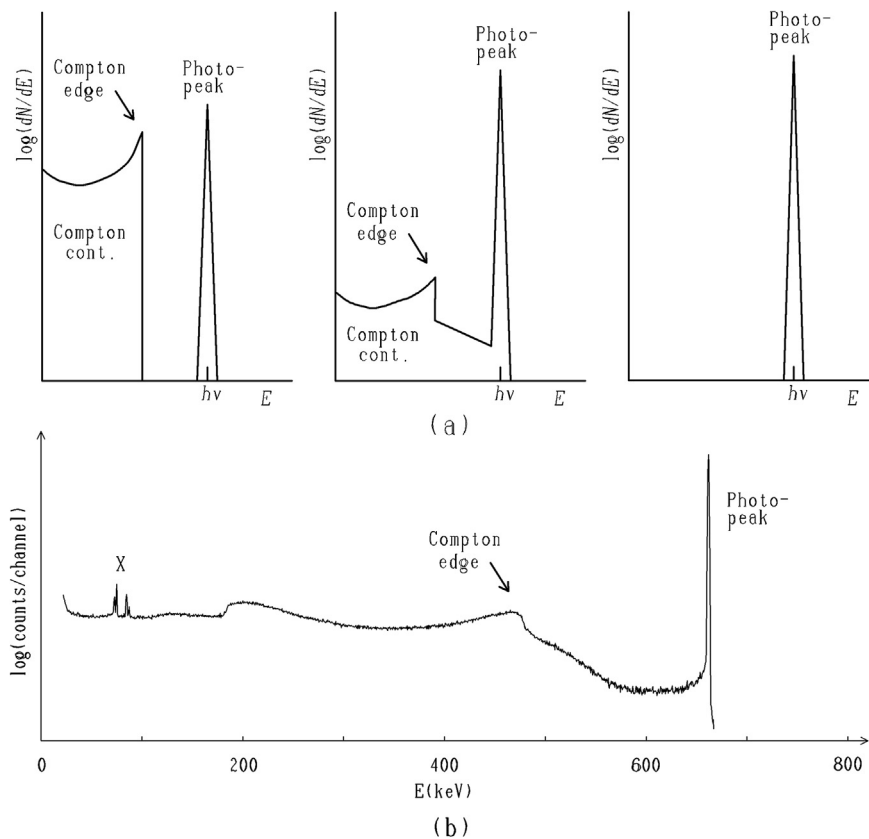 log(dN/dE)
Compton
edge
Photo-
peak
Compton
cont.
hν
E
log(dN/dE)
Photo-
peak
Compton
edge
Compton
cont.
hν
E
log(dN/dE)
Photo-
peak
hν
E
(a)
log(counts/channel)
X
Compton
edge
Photo-
peak
0
200
400
600
800
E(keV)
(b)